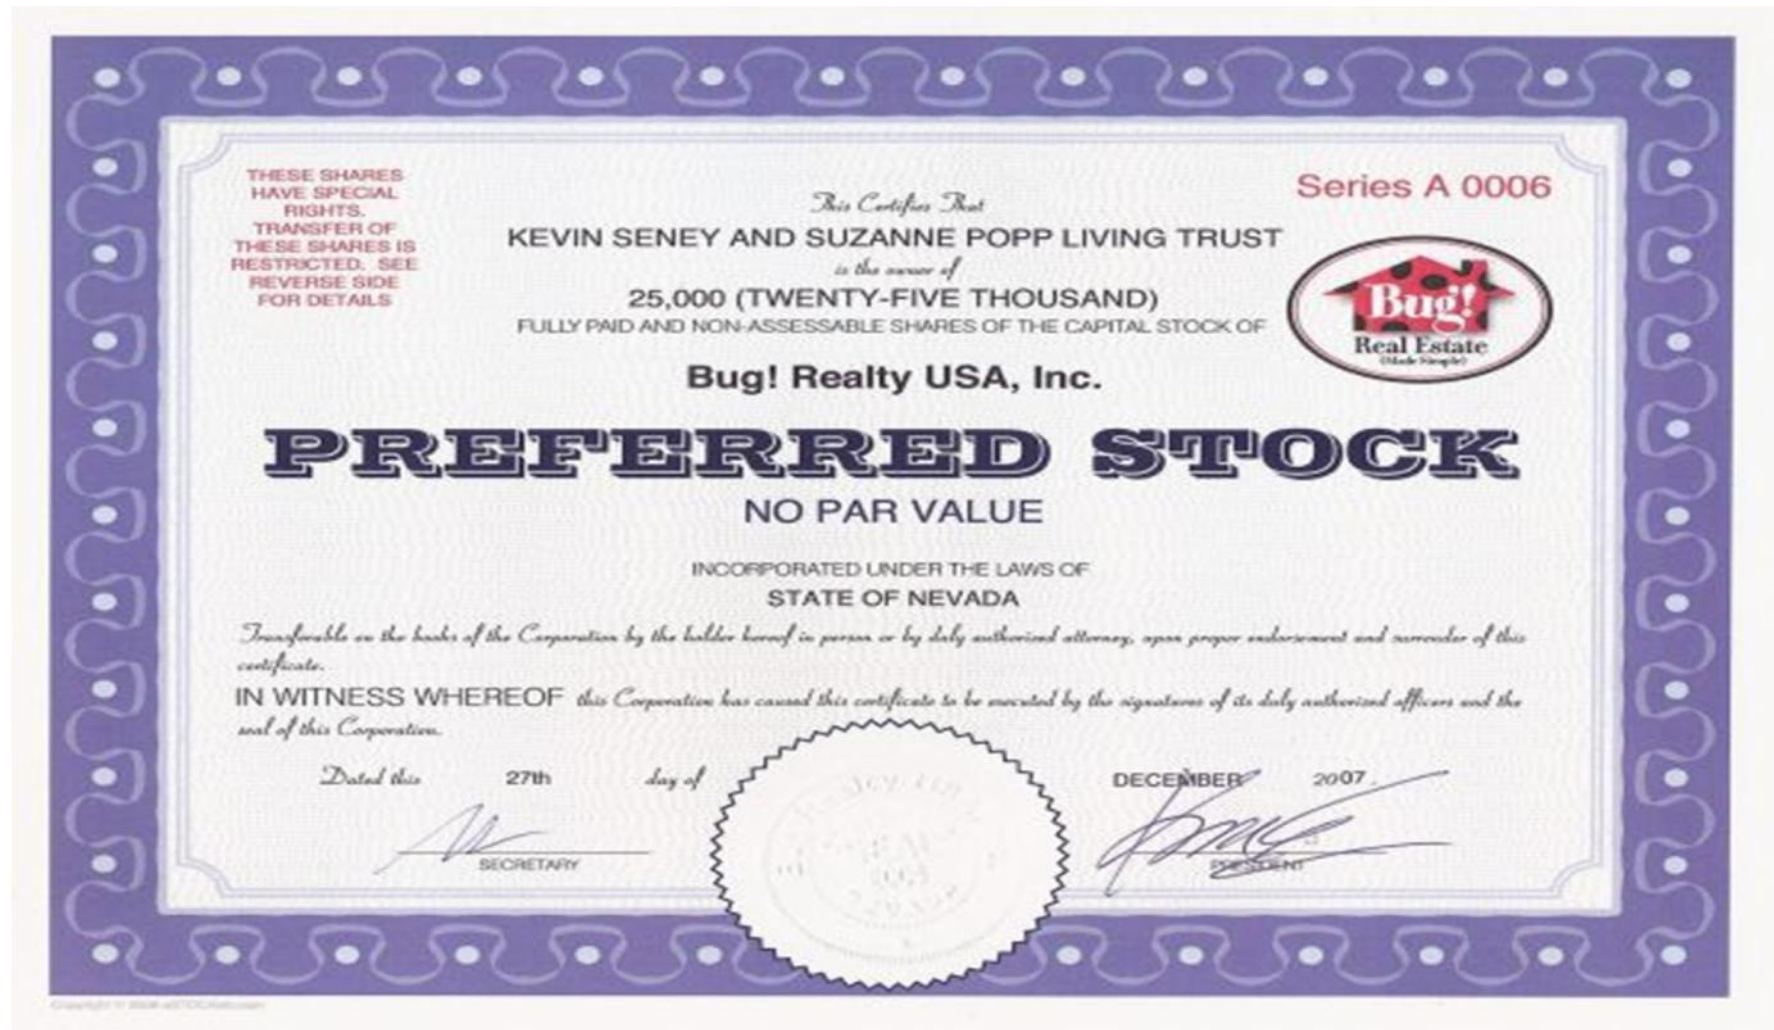 THESE SHARES
HAVE SPECIAL
RIGHTS.
TRANSFER OF
THESE SHARES IS
RESTRICTED. SEE
REVERSE SIDE
FOR DETAILS
Series A 0006
This Certifies That
KEVIN SENEY AND SUZANNE POPP LIVING TRUST
is the owner of
25,000 (TWENTY-FIVE THOUSAND)
FULLY PAID AND NON-ASSESSABLE SHARES OF THE CAPITAL STOCK OF
Bug!
Real Estate
(Made Simple)
Bug! Realty USA, Inc.
PREFERRED STOCK
NO PAR VALUE
INCORPORATED UNDER THE LAWS OF
STATE OF NEVADA
Transferable on the books of the Corporation by the holder hereof in person or by duly authorized attorney, upon proper endorsement and surrender of this
certificate.
IN WITNESS WHEREOF this Corporation has caused this certificate to be executed by the signatures of its duly authorized officers and the
seal of this Corporation.
Dated this 27th day of DECEMBER 2007.
SECRETARY
PRESIDENT